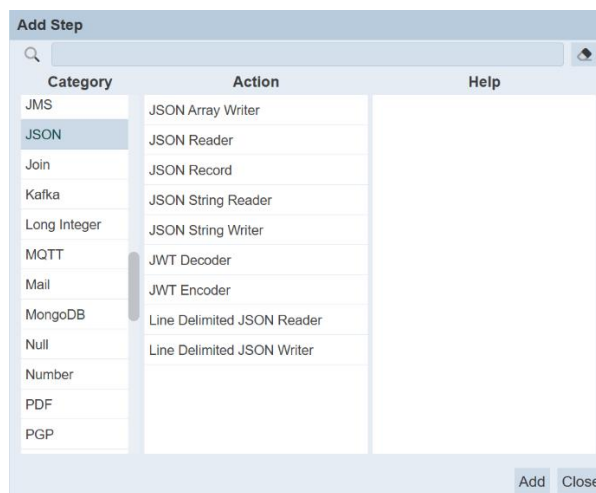 Add Step
Category
Action
Help
JMS
JSON
Join
Kafka
Long Integer
MQTT
Mail
MongoDB
Null
Number
PDF
PGP
JSON Array Writer
JSON Reader
JSON Record
JSON String Reader
JSON String Writer
JWT Decoder
JWT Encoder
Line Delimited JSON Reader
Line Delimited JSON Writer
Add
Close